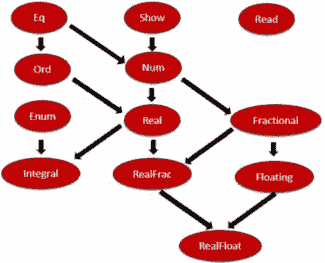 Eq
Show
Read
Ord
Num
Enum
Real
Fractional
Integral
RealFrac
Floating
RealFloat